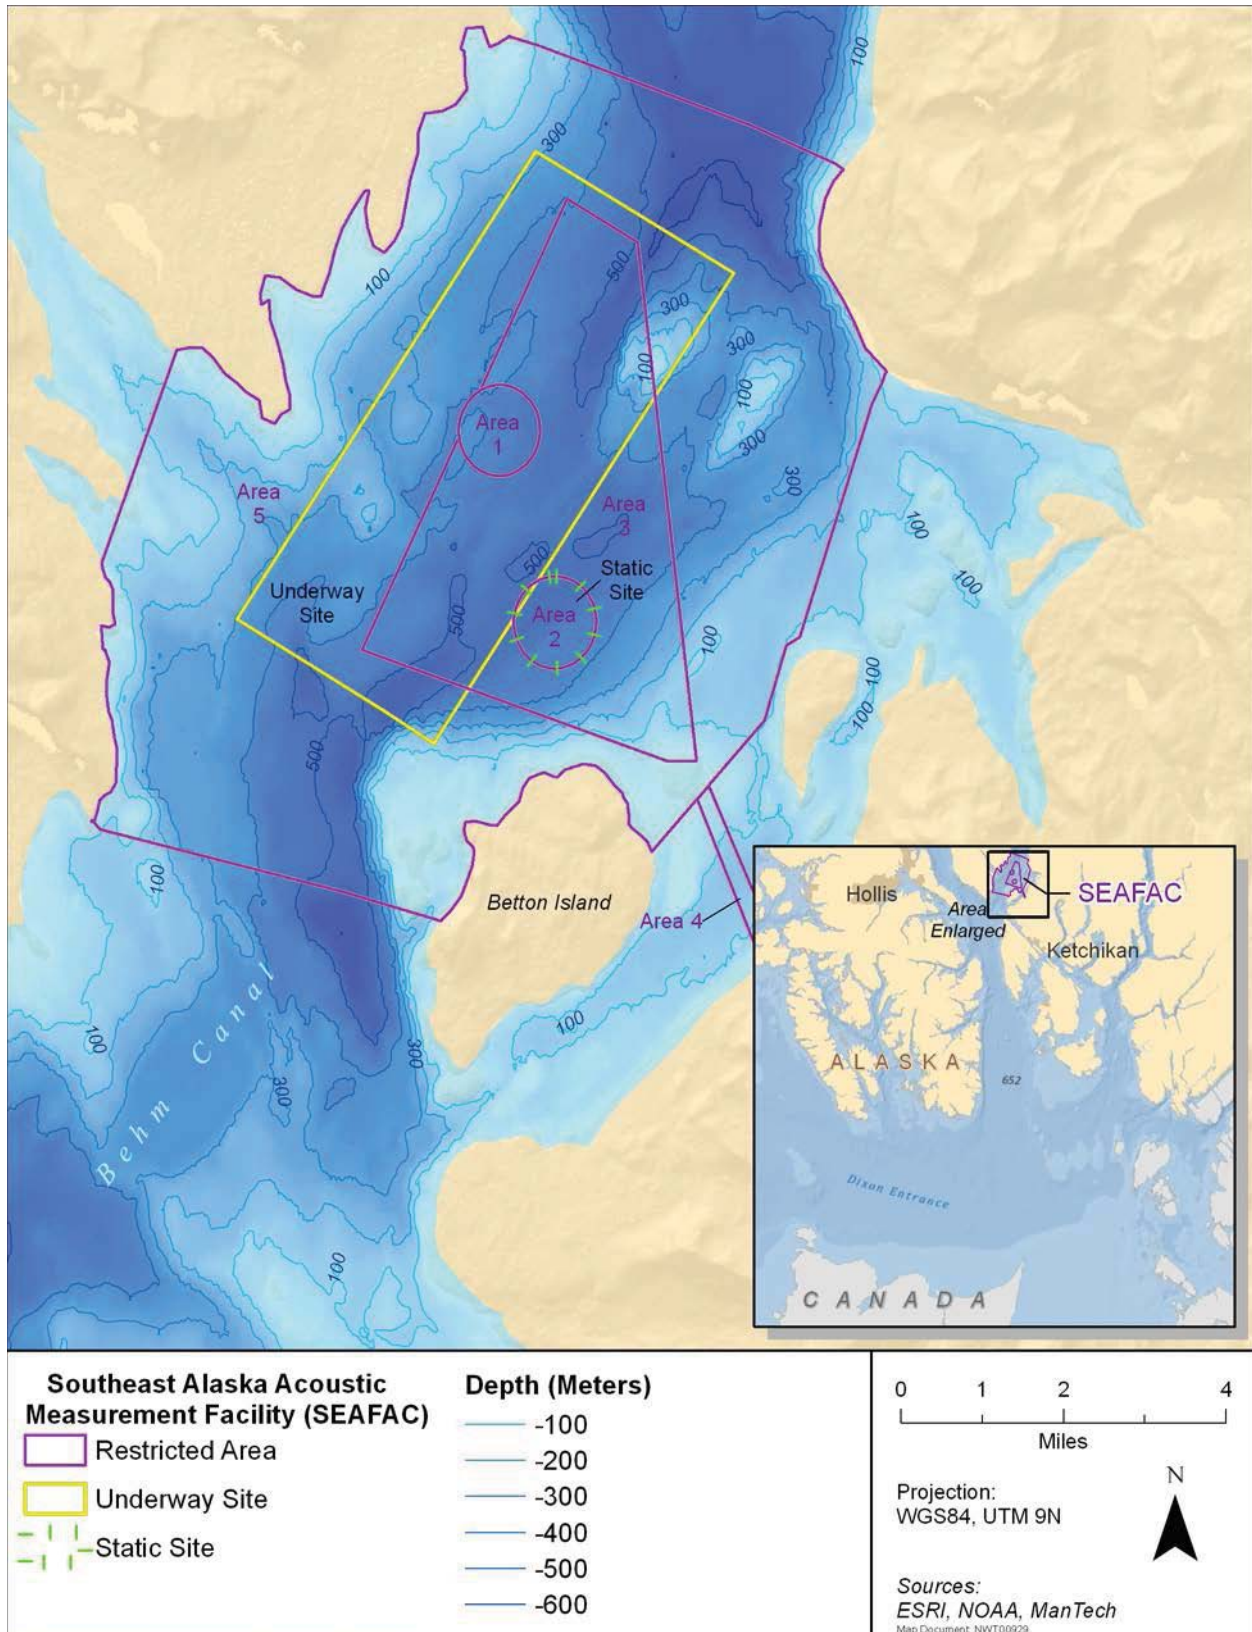 100
300
500
100
300
100
300
100
300
300
Area
1
Area
5
Area
3
100
500
Static
Site
Underway
Site
500
Area
2
100
100
100
100
500
100
Betton Island
Area 4
Behm Canal
100
300
100
300
100
Hollis
Area
Enlarged
SEAFAC
Ketchikan
ALASKA
652
Dixon Entrance
CANADA
Southeast Alaska Acoustic
Measurement Facility (SEAFAC)
Restricted Area
Underway Site
Static Site
Depth (Meters)
-100
-200
-300
-400
-500
-600
0 1 2 4
Miles
N
Projection:
WGS84, UTM 9N
Sources:
ESRI, NOAA, ManTech
Map Document: NWT00929